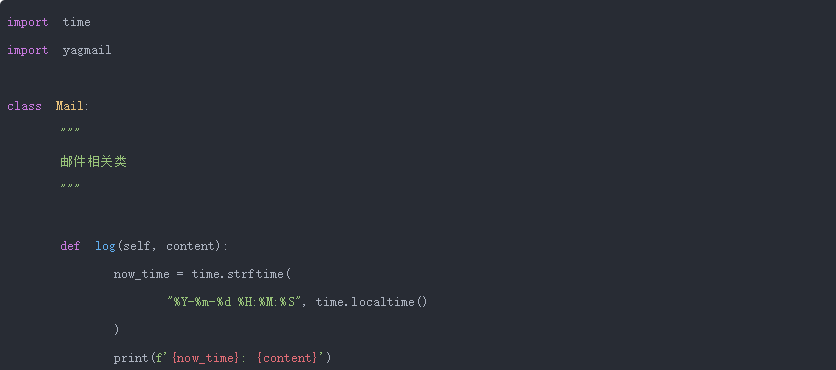 import time
import yagmail
class Mail:
"""
邮件相关类
"""
def log(self, content):
now_time = time.strftime(
"%Y-%m-%d %H:%M:%S", time.localtime()
)
print(f'{now_time}: {content}')